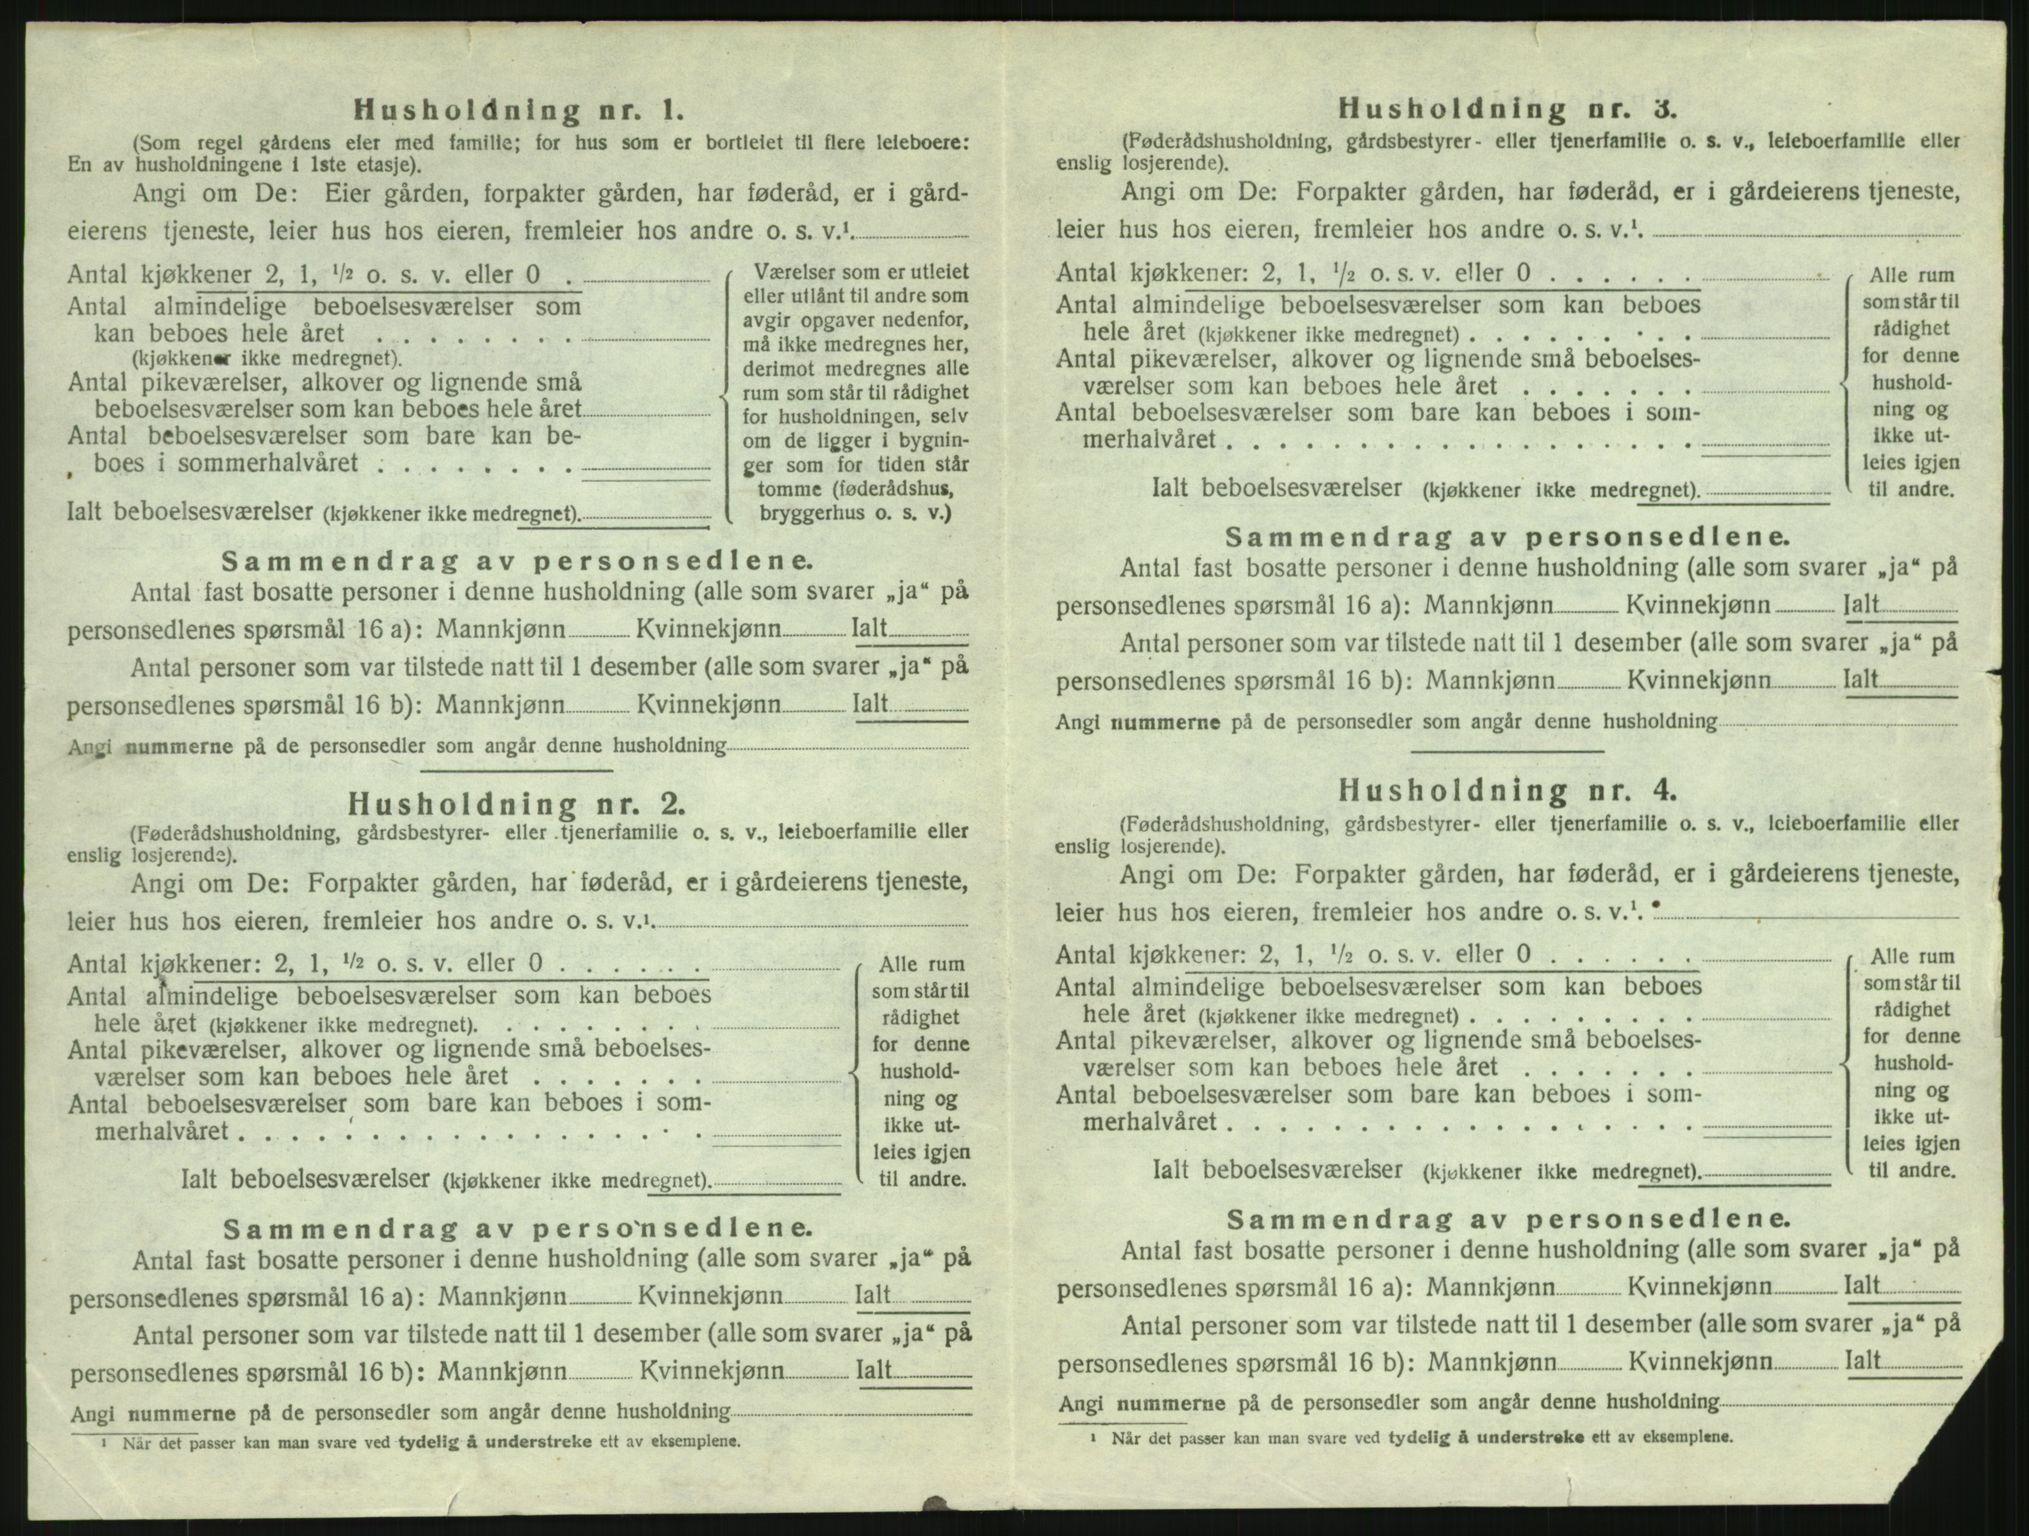 Husholdning nr. 1.
(Som regel gårdens eier med familie; for hus som er bortleiet til flere leieboere:
En av husholdningene i 1ste etasje).
Angi om De: Eier gården, forpakter gården, har føderåd, er i gård-
eierens tjeneste, leier hus hos eieren, fremleier hos andre o. s. v.¹.
Antal kjøkkener 2, 1, ½ o. s. v. eller 0 .
Antal almindelige beboelsesværelser som
kan beboes hele året . . . . . . . .
(kjøkkener ikke medregnet).
Antal pikeværelser, alkover og lignende små
beboelsesværelser som kan beboes hele året
Antal beboelsesværelser som bare kan be-
boes i sommerhalvåret . . . . . . . .
Ialt beboelsesværelser (kjøkkener ikke medregnet).
Værelser som er utleiet
eller utlånt til andre som
avgir opgaver nedenfor,
må ikke medregnes her,
derimot medregnes alle
rum som står til rådighet
for husholdningen, selv
om de ligger i bygnin-
ger som for tiden står
tomme (føderådshus,
bryggerhus o. s. v.)
Sammendrag av personsedlene.
Antal fast bosatte personer i denne husholdning (alle som svarer „ja“ på
personsedlenes spørsmål 16 a): Mannkjønn Kvinnekjønn Ialt
Antal personer som var tilstede natt til 1 desember (alle som svarer „ja“ på
personsedlenes spørsmål 16 b): Mannkjønn Kvinnekjønn Ialt
Angi nummerne på de personsedler som angår denne husholdning
Husholdning nr. 2.
(Føderådshusholdning, gårdsbestyrer- eller tjenerfamilie o. s. v., leieboerfamilie eller
enslig losjerende).
Angi om De: Forpakter gården, har føderåd, er i gårdeierens tjeneste,
leier hus hos eieren, fremleier hos andre o. s. v.¹.
Antal kjøkkener: 2, 1, ½ o. s. v. eller 0 . . . . . .
Antal almindelige beboelsesværelser som kan beboes
hele året (kjøkkener ikke medregnet). . . . . . . . .
Antal pikeværelser, alkover og lignende små beboelses-
værelser som kan beboes hele året . . . . . . .
Antal beboelsesværelser som bare kan beboes i som-
merhalvåret . . . . . . . . . . . . . . . . . .
Ialt beboelsesværelser (kjøkkener ikke medregnet).
Alle rum
som står til
rådighet
for denne
hushold-
ning og
ikke ut-
leies igjen
til andre.
Sammendrag av personsedlene.
Antal fast bosatte personer i denne husholdning (alle som svarer „ja“ på
personsedlenes spørsmål 16 a): Mannkjønn Kvinnekjønn Ialt
Antal personer som var tilstede natt til 1 desember (alle som svarer „ja“ på
personsedlenes spørsmål 16 b): Mannkjønn Kvinnekjønn Ialt
Angi nummerne på de personsedler som angår denne husholdning
¹ Når det passer kan man svare ved tydelig å understreke ett av eksemplene.
Husholdning nr. 3.
(Føderådshusholdning, gårdsbestyrer- eller tjenerfamilie o. s. v., leieboerfamilie eller
enslig losjerende).
Angi om De: Forpakter gården, har føderåd, er i gårdeierens tjeneste,
leier hus hos eieren, fremleier hos andre o. s. v.¹.
Antal kjøkkener: 2, 1, ½ o. s. v. eller 0 . . . . . .
Antal almindelige beboelsesværelser som kan beboes
hele året (kjøkkener ikke medregnet) . . . . . . . . .
Antal pikeværelser, alkover og lignende små beboelses-
værelser som kan beboes hele året . . . . . . .
Antal beboelsesværelser som bare kan beboes i som-
merhalvåret . . . . . . . . . . . . . . . . . .
Ialt beboelsesværelser (kjøkkener ikke medregnet).
Alle rum
som står til
rådighet
for denne
hushold-
ning og
ikke ut-
leies igjen
til andre.
Sammendrag av personsedlene.
Antal fast bosatte personer i denne husholdning (alle som svarer „ja“ på
personsedlenes spørsmål 16 a): Mannkjønn Kvinnekjønn Ialt
Antal personer som var tilstede natt til 1 desember (alle som svarer „ja“ på
personsedlenes spørsmål 16 b): Mannkjønn Kvinnekjønn Ialt
Angi nummerne på de personsedler som angår denne husholdning
Husholdning nr. 4.
(Føderådshusholdning, gårdsbestyrer- eller tjenerfamilie o. s. v., leieboerfamilie eller
enslig losjerende).
Angi om De: Forpakter gården, har føderåd, er i gårdeierens tjeneste,
leier hus hos eieren, fremleier hos andre o. s. v.¹.
Antal kjøkkener: 2, 1, ½ o. s. v. eller 0 . . . . . .
Antal almindelige beboelsesværelser som kan beboes
hele året (kjøkkener ikke medregnet) . . . . . . . . .
Antal pikeværelser, alkover og lignende små beboelses-
værelser som kan beboes hele året . . . . . . .
Antal beboelsesværelser som bare kan beboes i som-
merhalvåret . . . . . . . . . . . . . . . . . .
Ialt beboelsesværelser (kjøkkener ikke medregnet).
Alle rum
som står til
rådighet
for denne
hushold-
ning og
ikke ut-
leies igjen
til andre.
Sammendrag av personsedlene.
Antal fast bosatte personer i denne husholdning (alle som svarer „ja“ på
personsedlenes spørsmål 16 a): Mannkjønn Kvinnekjønn Ialt
Antal personer som var tilstede natt til 1 desember (alle som svarer „ja“ på
personsedlenes spørsmål 16 b): Mannkjønn Kvinnekjønn Ialt
Angi nummerne på de personsedler som angår denne husholdning
¹ Når det passer kan man svare ved tydelig å understreke ett av eksemplene.